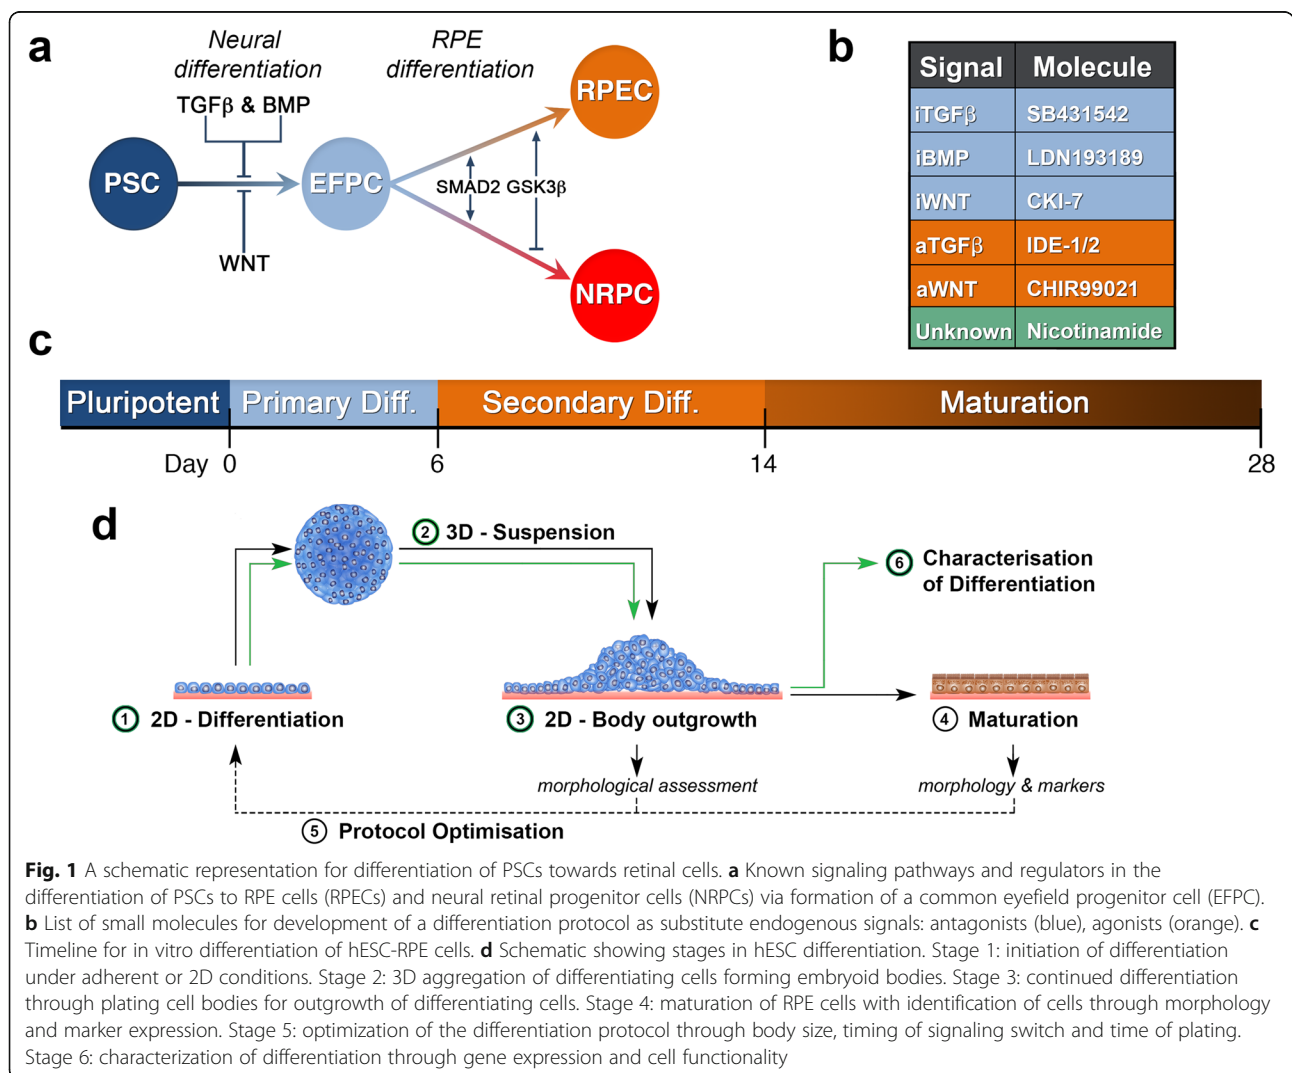 a
Neural
differentiation
TGFβ & BMP
RPE
differentiation
PSC
EFPC
RPEC
SMAD2 GSK3β
WNT
NRPC
b
Signal Molecule
iTGFβ SB431542
iBMP LDN193189
iWNT CKI-7
aTGFβ IDE-1/2
aWNT CHIR99021
Unknown Nicotinamide
c
Pluripotent Primary Diff. Secondary Diff. Maturation
Day 0 6 14 28
d
2 3D - Suspension
6 Characterisation
of Differentiation
1 2D - Differentiation
3 2D - Body outgrowth
4 Maturation
morphological assessment
morphology & markers
5 Protocol Optimisation
Fig. 1 A schematic representation for differentiation of PSCs towards retinal cells. a Known signaling pathways and regulators in the
differentiation of PSCs to RPE cells (RPECs) and neural retinal progenitor cells (NRPCs) via formation of a common eyefield progenitor cell (EFPC).
b List of small molecules for development of a differentiation protocol as substitute endogenous signals: antagonists (blue), agonists (orange). c
Timeline for in vitro differentiation of hESC-RPE cells. d Schematic showing stages in hESC differentiation. Stage 1: initiation of differentiation
under adherent or 2D conditions. Stage 2: 3D aggregation of differentiating cells forming embryoid bodies. Stage 3: continued differentiation
through plating cell bodies for outgrowth of differentiating cells. Stage 4: maturation of RPE cells with identification of cells through morphology
and marker expression. Stage 5: optimization of the differentiation protocol through body size, timing of signaling switch and time of plating.
Stage 6: characterization of differentiation through gene expression and cell functionality